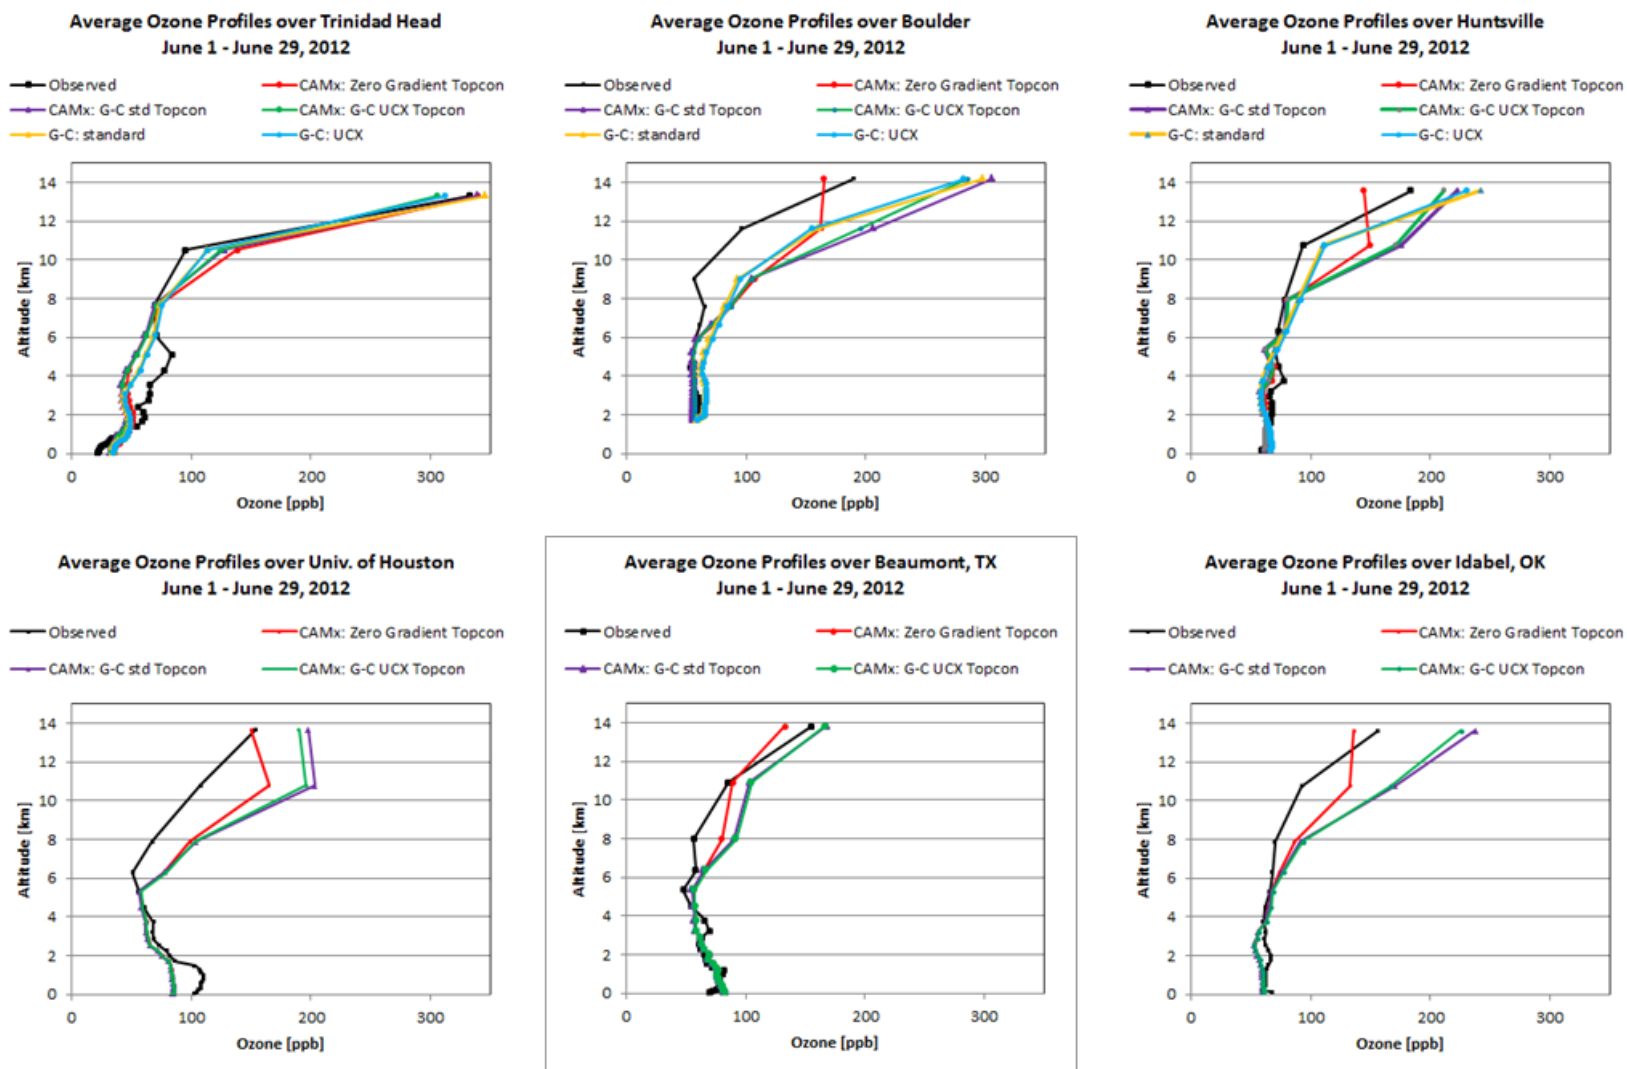 Average Ozone Profiles over Trinidad Head
June 1 - June 29, 2012
Observed
CAMx: Zero Gradient Topcon
CAMx: G-C std Topcon
CAMx: G-C UCX Topcon
G-C: standard
G-C: UCX
14
12
10
8
6
4
2
0
Altitude [km]
0 100 200 300
Ozone [ppb]
Average Ozone Profiles over Boulder
June 1 - June 29, 2012
Observed
CAMx: Zero Gradient Topcon
CAMx: G-C std Topcon
CAMx: G-C UCX Topcon
G-C: standard
G-C: UCX
14
12
10
8
6
4
2
0
Altitude [km]
0 100 200 300
Ozone [ppb]
Average Ozone Profiles over Huntsville
June 1 - June 29, 2012
Observed
CAMx: Zero Gradient Topcon
CAMx: G-C std Topcon
CAMx: G-C UCX Topcon
G-C: standard
G-C: UCX
14
12
10
8
6
4
2
0
Altitude [km]
0 100 200 300
Ozone [ppb]
Average Ozone Profiles over Univ. of Houston
June 1 - June 29, 2012
Observed
CAMx: Zero Gradient Topcon
CAMx: G-C std Topcon
CAMx: G-C UCX Topcon
14
12
10
8
6
4
2
0
Altitude [km]
0 100 200 300
Ozone [ppb]
Average Ozone Profiles over Beaumont, TX
June 1 - June 29, 2012
Observed
CAMx: Zero Gradient Topcon
CAMx: G-C std Topcon
CAMx: G-C UCX Topcon
14
12
10
8
6
4
2
0
Altitude [km]
0 100 200 300
Ozone [ppb]
Average Ozone Profiles over Idabel, OK
June 1 - June 29, 2012
Observed
CAMx: Zero Gradient Topcon
CAMx: G-C std Topcon
CAMx: G-C UCX Topcon
14
12
10
8
6
4
2
0
Altitude [km]
0 100 200 300
Ozone [ppb]